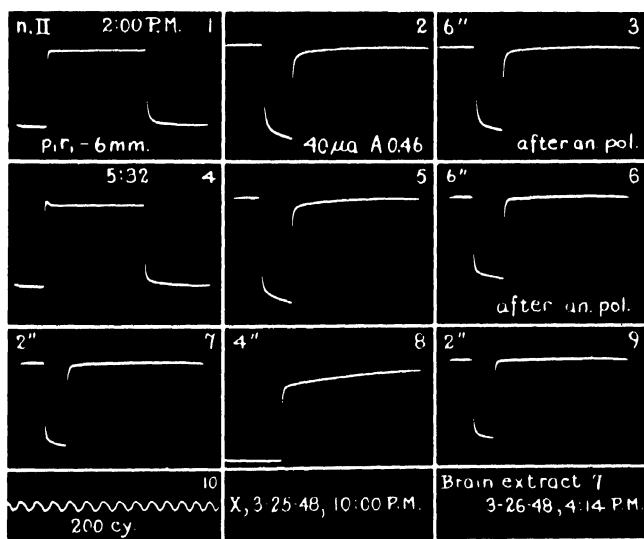 n. II 2:00 P.M. 1
p₁r₁ - 6mm.
2
40µa A 0.46
6" 3
after an. pol.
5:32 4
5
6" 6
after an. pol.
2" 7
4" 8
2" 9
10
200 cy.
X, 3-25-48, 10:00 P.M.
Brain extract 7
3-26-48, 4:14 P.M.